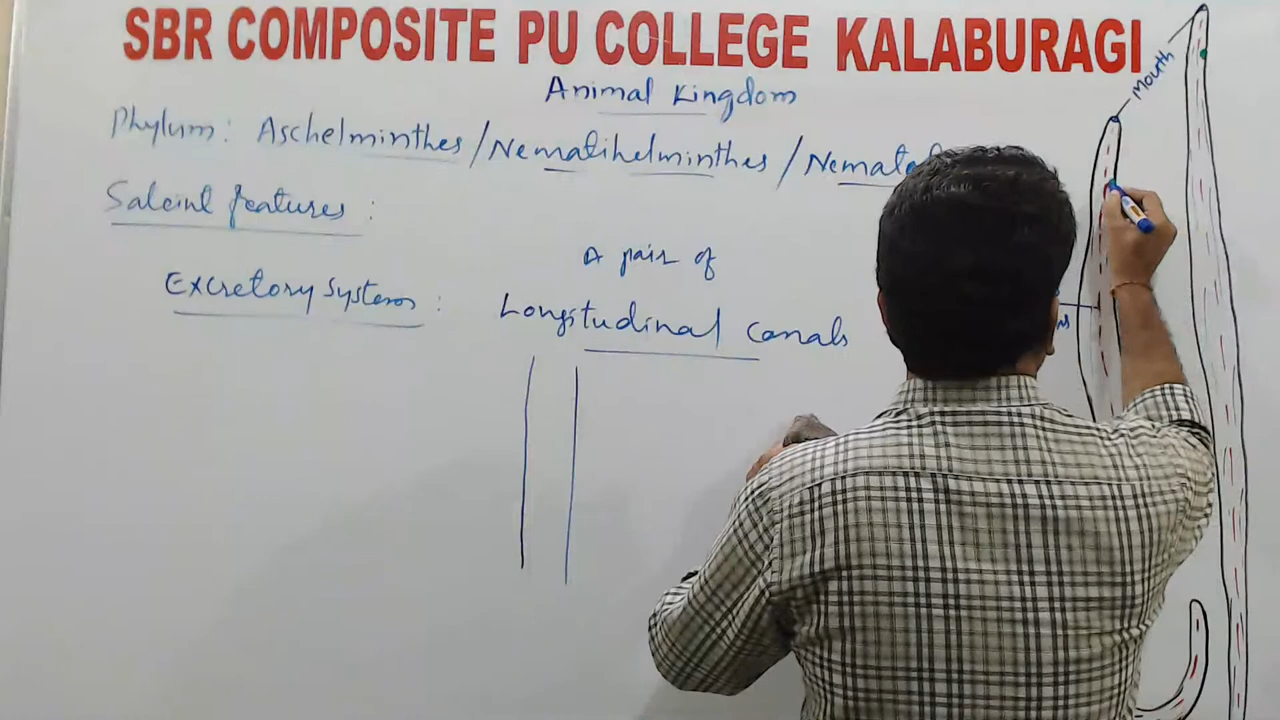 SBR COMPOSITE PU COLLEGE KALABURAGI
Animal Kingdom
Phylum: Aschelminthes / Nemathelminthes /
Saleint features :
Excretory System : A pair of
Longitudinal Canals
Mouth